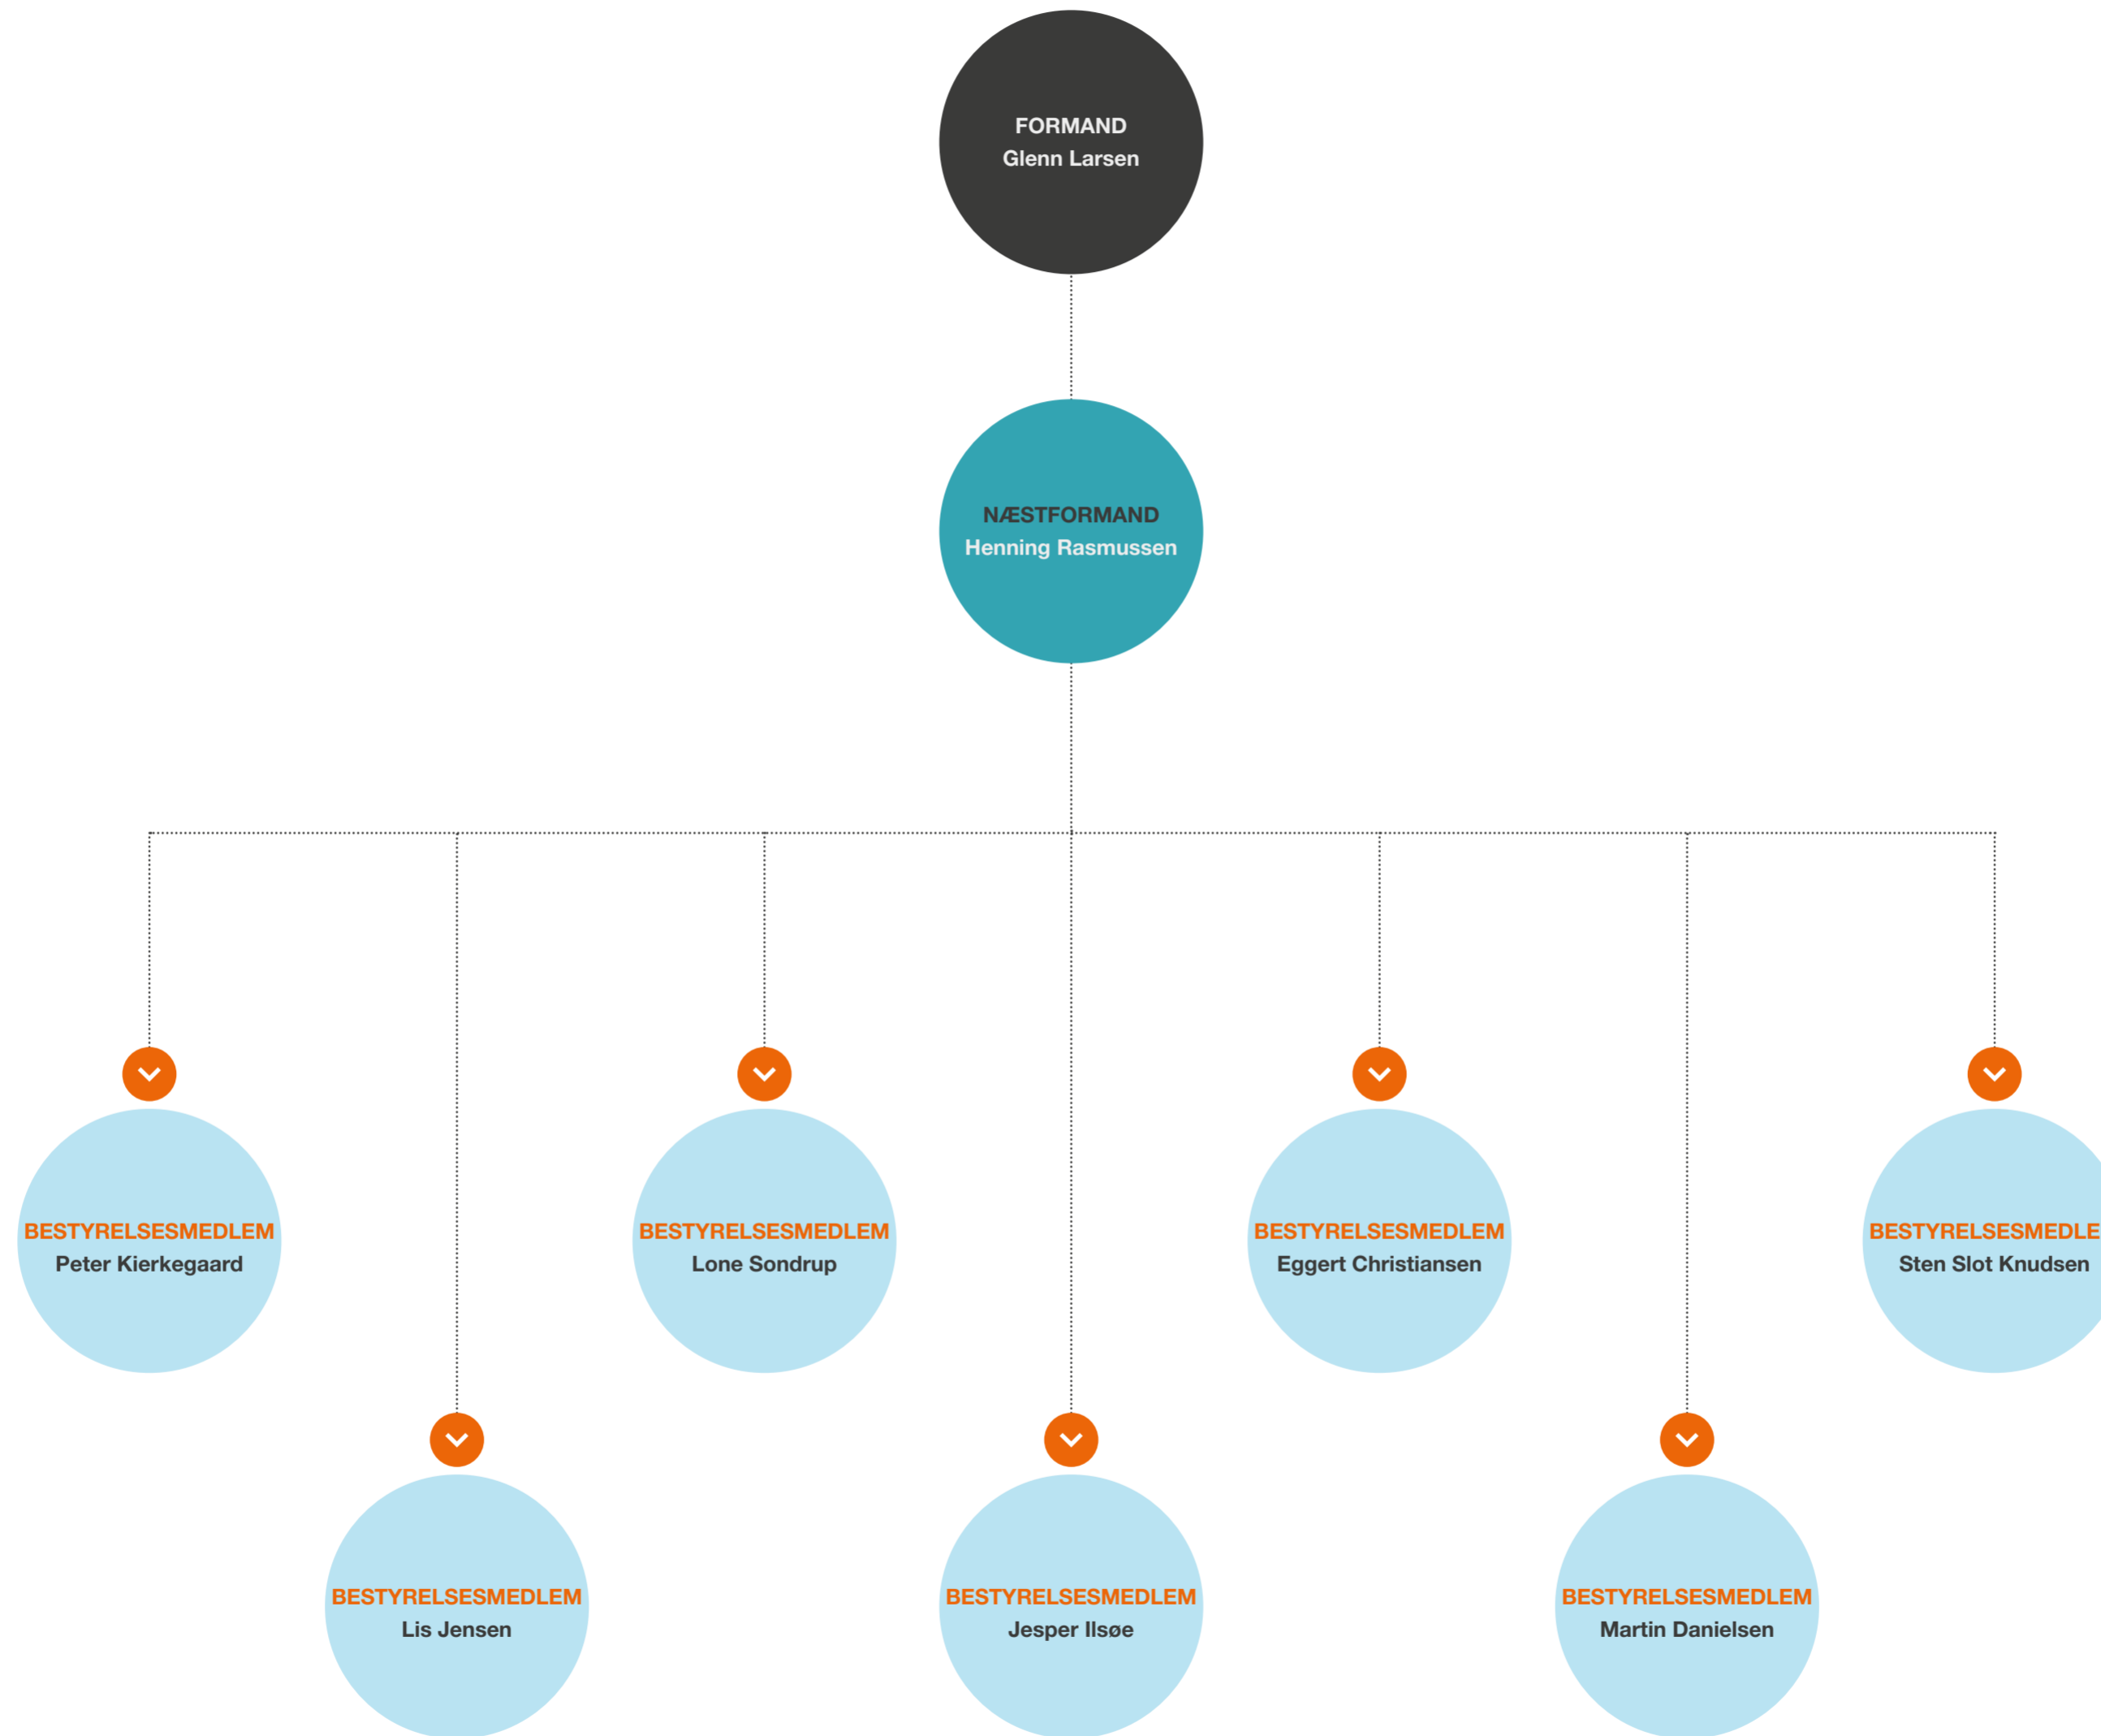 FORMAND
Glenn Larsen
NÆSTFORMAND
Henning Rasmussen
BESTYRELSESMEDLEM
Peter Kierkegaard
BESTYRELSESMEDLEM
Lone Sondrup
BESTYRELSESMEDLEM
Eggert Christiansen
BESTYRELSESMEDLE
Sten Slot Knudsen
BESTYRELSESMEDLEM
Lis Jensen
BESTYRELSESMEDLEM
Jesper Ilsøe
BESTYRELSESMEDLEM
Martin Danielsen